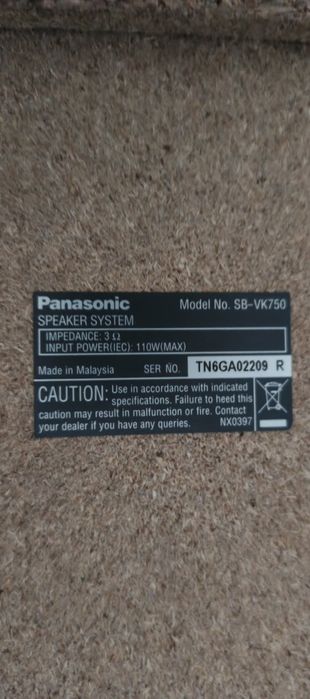 Panasonic Model No. SB-VK750
SPEAKER SYSTEM
IMPEDANCE: 3 Ω
INPUT POWER(IEC): 110W(MAX)
Made in Malaysia SER NO. TN6GA02209 R
CAUTION: Use in accordance with indicated
specifications. Failure to heed this
caution may result in malfunction or fire. Contact
your dealer if you have any queries. NX0397